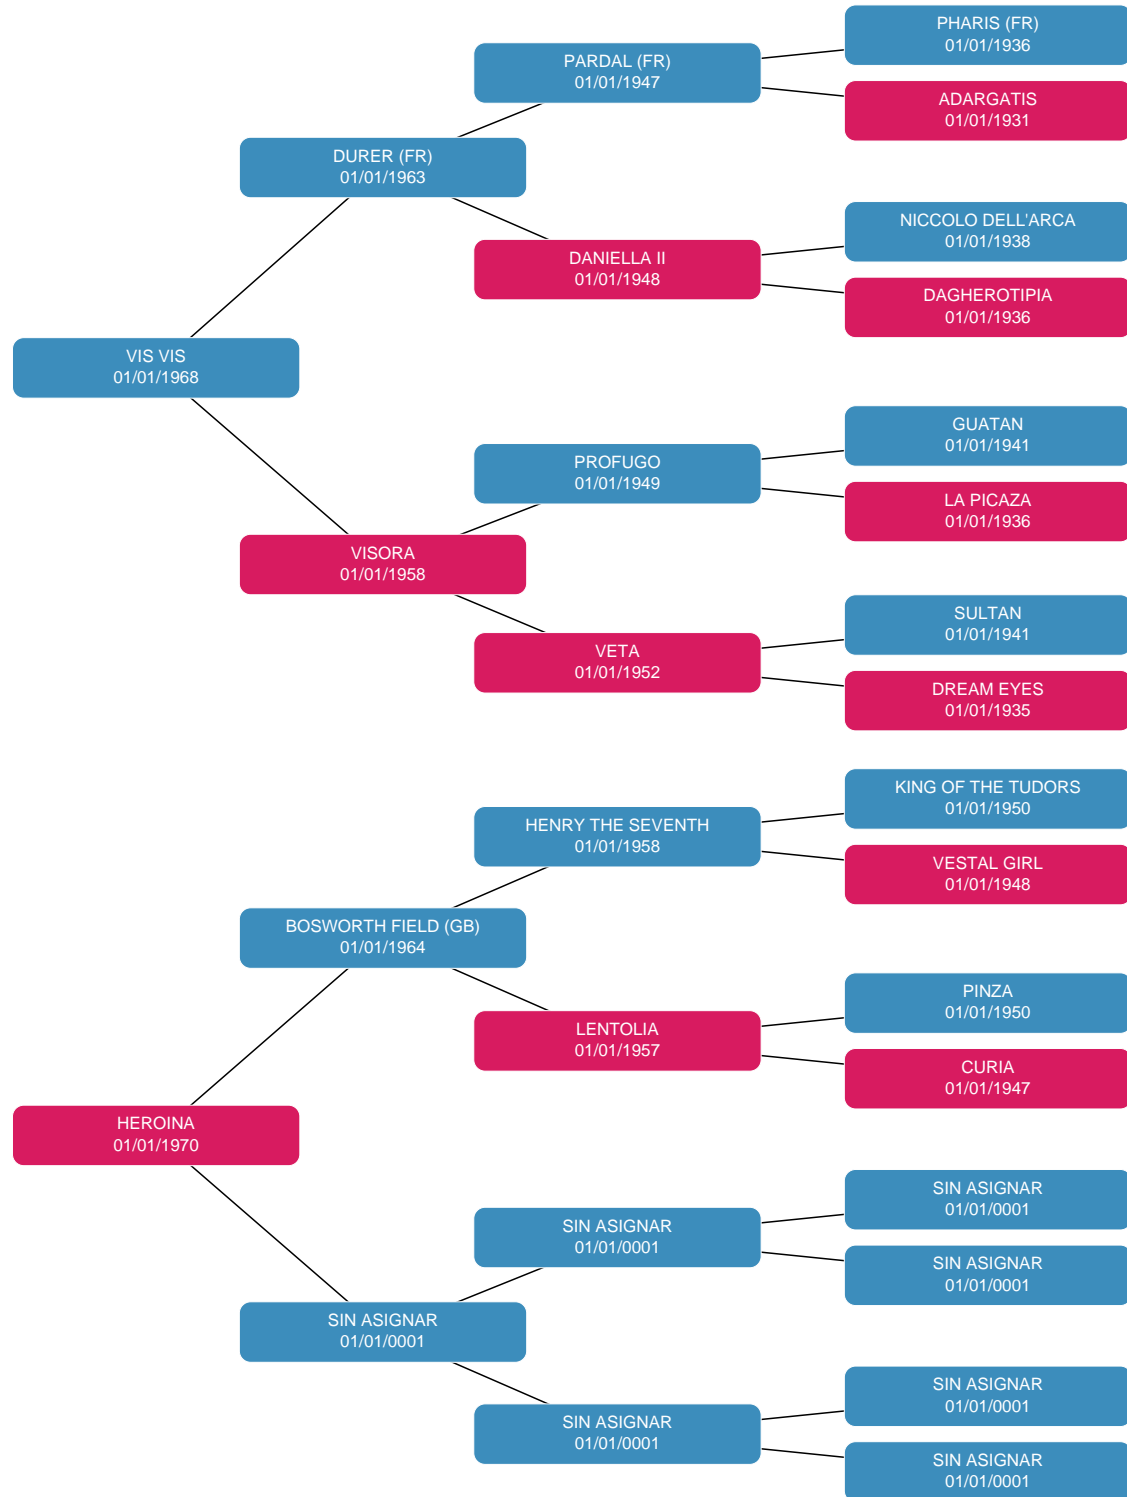 PHARIS (FR)
01/01/1936
PARDAL (FR)
01/01/1947
ADARGATIS
01/01/1931
DURER (FR)
01/01/1963
NICCOLO DELL'ARCA
01/01/1938
DANIELLA II
01/01/1948
DAGHEROTIPIA
01/01/1936
VIS VIS
01/01/1968
GUATAN
01/01/1941
PROFUGO
01/01/1949
LA PICAZA
01/01/1936
VISORA
01/01/1958
SULTAN
01/01/1941
VETA
01/01/1952
DREAM EYES
01/01/1935
KING OF THE TUDORS
01/01/1950
HENRY THE SEVENTH
01/01/1958
VESTAL GIRL
01/01/1948
BOSWORTH FIELD (GB)
01/01/1964
PINZA
01/01/1950
LENTOLIA
01/01/1957
CURIA
01/01/1947
HEROINA
01/01/1970
SIN ASIGNAR
01/01/0001
SIN ASIGNAR
01/01/0001
SIN ASIGNAR
01/01/0001
SIN ASIGNAR
01/01/0001
SIN ASIGNAR
01/01/0001
SIN ASIGNAR
01/01/0001
SIN ASIGNAR
01/01/0001